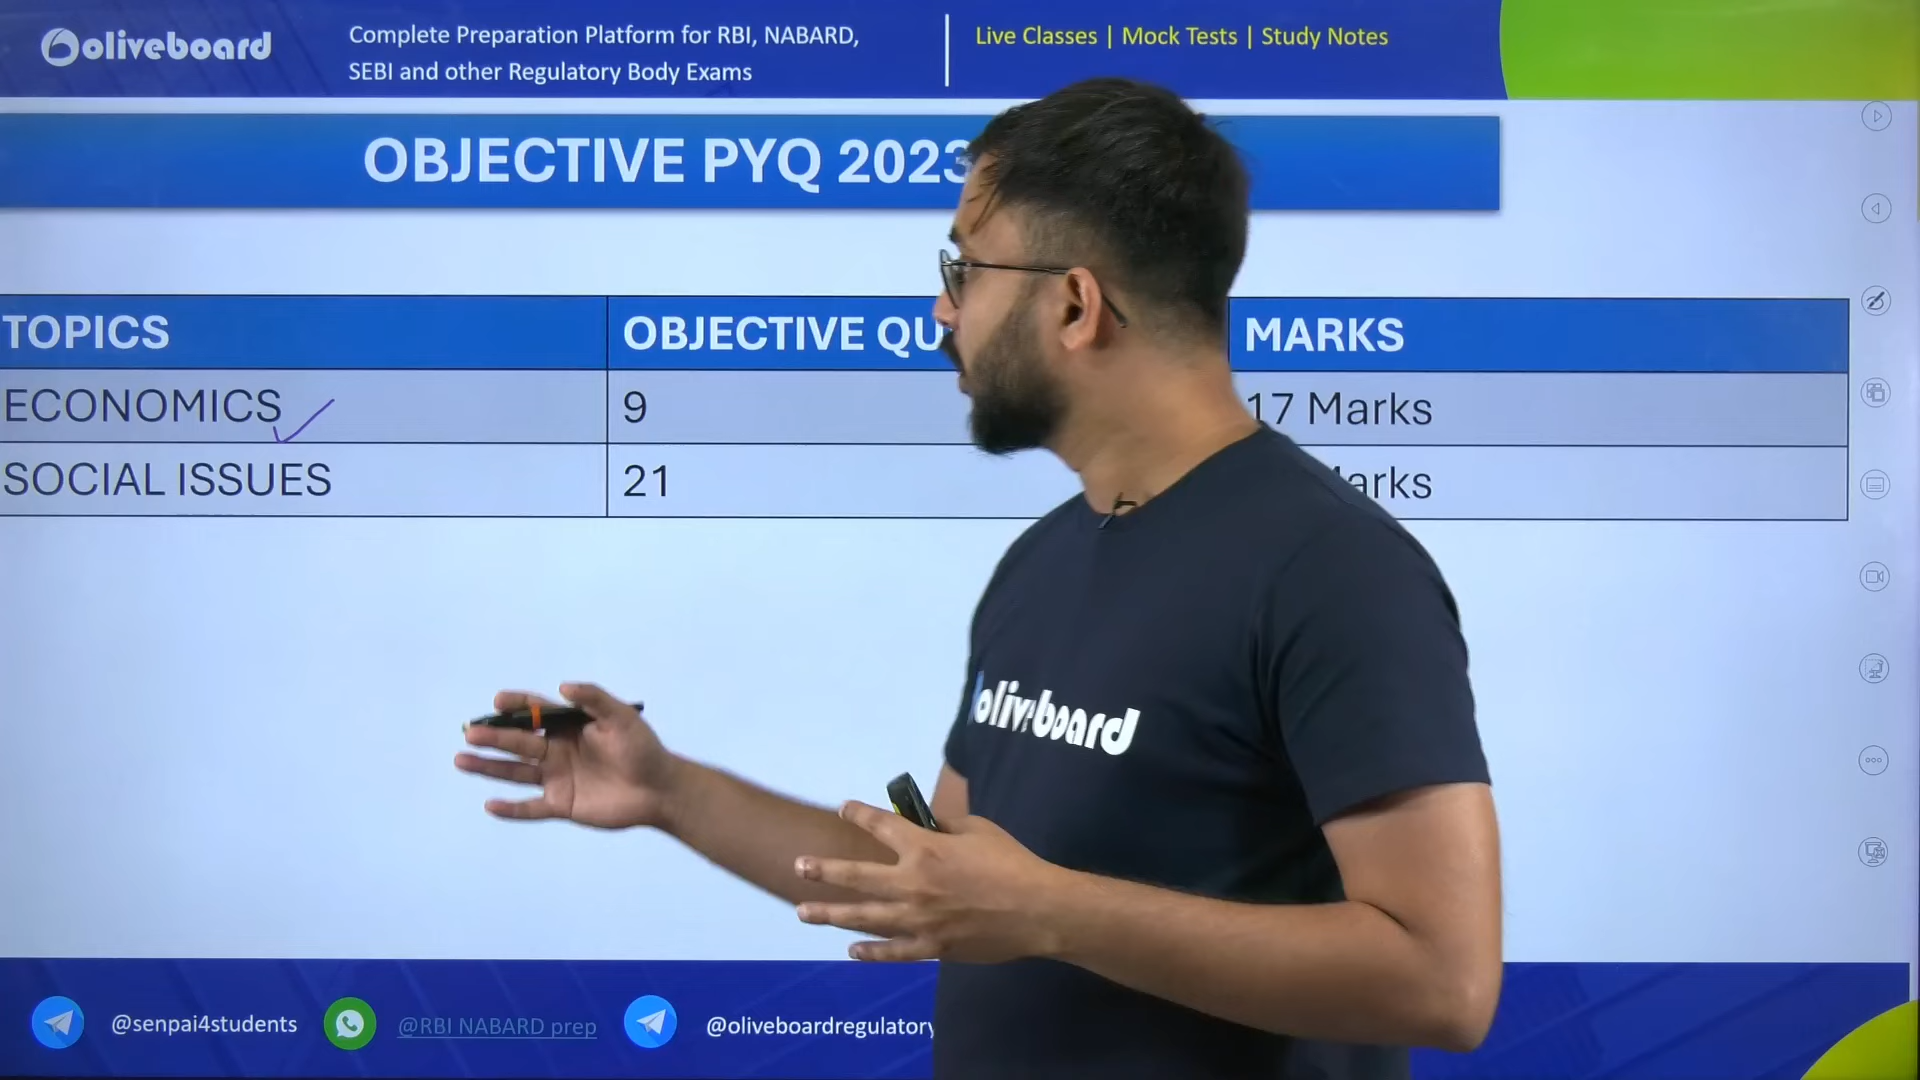 oliveboard
Complete Preparation Platform for RBI, NABARD,
SEBI and other Regulatory Body Exams
Live Classes | Mock Tests | Study Notes
OBJECTIVE PYQ 2023
TOPICS
OBJECTIVE QU
MARKS
ECONOMICS
9
17 Marks
SOCIAL ISSUES
21
arks
oliveboard
@senpai4students
@RBI NABARD prep
@oliveboardregulatory